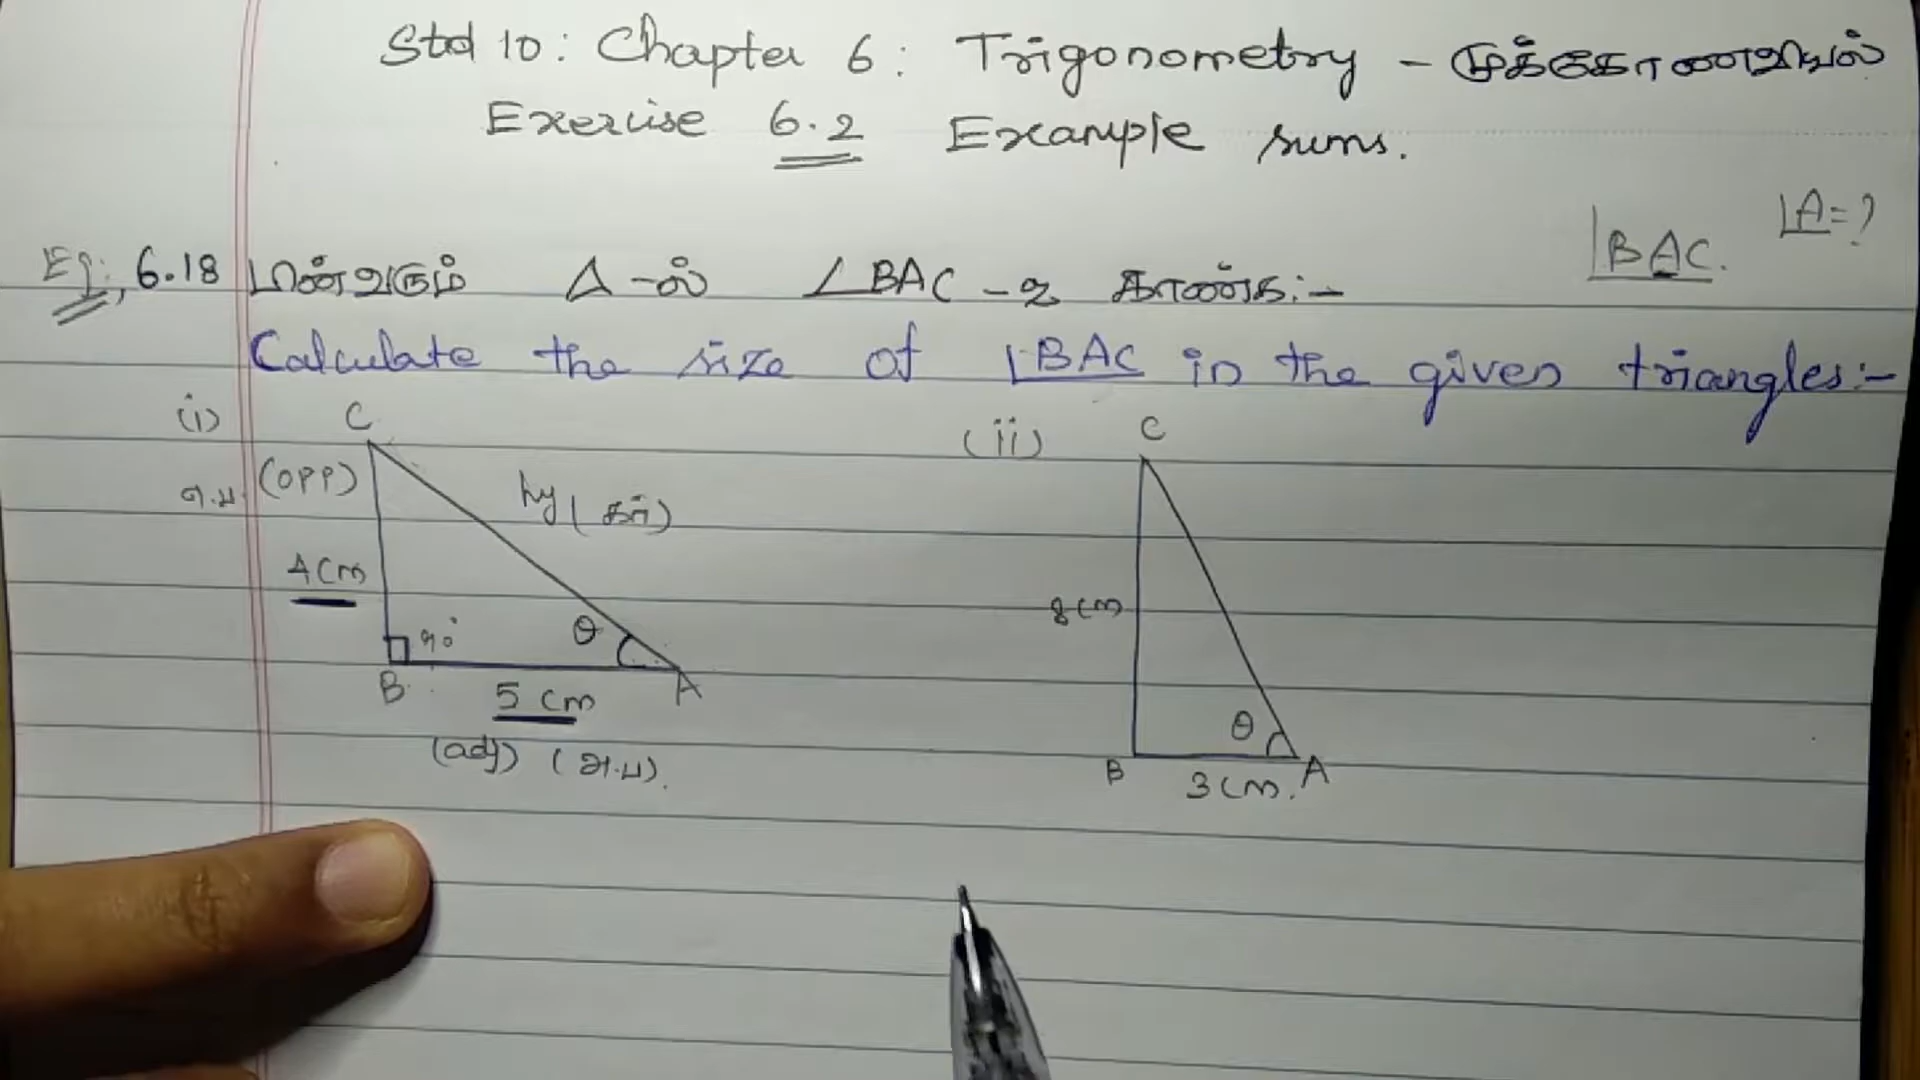 Std 10: Chapter 6: Trigonometry - முக்கோணவியல்
Exercise 6.2 Example sums.
∠A = ?
∠BAC.
Eg:, 6.18 பின்வரும் Δ-ல் ∠BAC-ஐ காண்க:-
Calculate the size of ∠BAC in the given triangles:-
(i)
C
(opp)
எ.ப
hy (கர்)
4cm
90°
θ
B
5 cm
A
(adj) (அ.ப).
(ii)
C
8cm
θ
B
3cm.
A